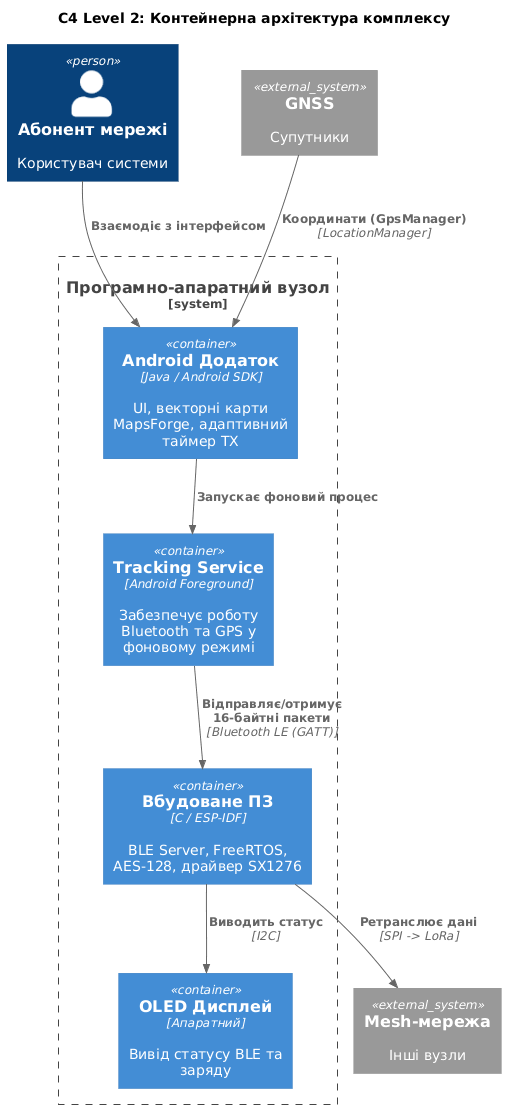 C4 Level 2: Контейнерна архітектура комплексу
«person»
Абонент мережі
Користувач системи
«external_system»
GNSS
Супутники
Взаємодіє з інтерфейсом
Координати (GpsManager)
[LocationManager]
Програмно-апаратний вузол
[system]
«container»
Android Додаток
[Java / Android SDK]
UI, векторні карти
MapsForge, адаптивний
таймер TX
Запускає фоновий процес
«container»
Tracking Service
[Android Foreground]
Забезпечує роботу
Bluetooth та GPS у
фоновому режимі
Відправляє/отримує
16-байтні пакети
[Bluetooth LE (GATT)]
«container»
Вбудоване ПЗ
[C / ESP-IDF]
BLE Server, FreeRTOS,
AES-128, драйвер SX1276
Виводить статус
[I2C]
Ретранслює дані
[SPI -> LoRa]
«container»
OLED Дисплей
[Апаратний]
Вивід статусу BLE та
заряду
«external_system»
Mesh-мережа
Інші вузли